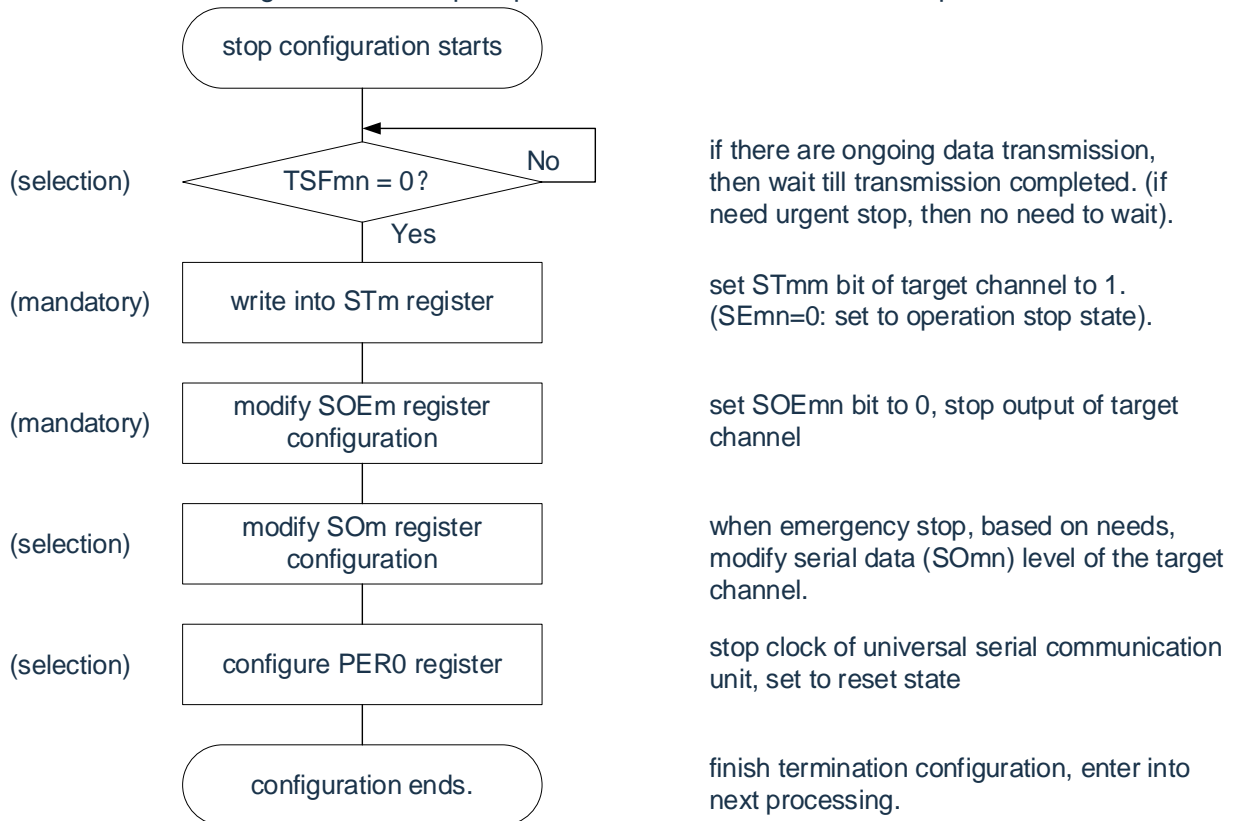 stop configuration starts
No
(selection)
TSFmn = 0?
if there are ongoing data transmission,
then wait till transmission completed. (if
need urgent stop, then no need to wait).
Yes
(mandatory)
write into STm register
set STmm bit of target channel to 1.
(SEmn=0: set to operation stop state).
(mandatory)
modify SOEm register
configuration
set SOEmn bit to 0, stop output of target
channel
(selection)
modify SOm register
configuration
when emergency stop, based on needs,
modify serial data (SOmn) level of the target
channel.
(selection)
configure PER0 register
stop clock of universal serial communication
unit, set to reset state
configuration ends.
finish termination configuration, enter into
next processing.